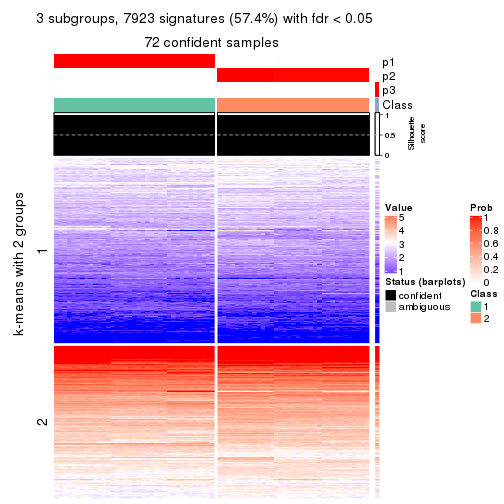 3 subgroups, 7923 signatures (57.4%) with fdr < 0.05
72 confident samples
p1
p2
p3
Class
1
0.5
0
Silhouette
score
k-means with 2 groups
1
2
Value
5
4
3
2
1
Status (barplots)
confident
ambiguous
Prob
1
0.8
0.6
0.4
0.2
0
Class
1
2